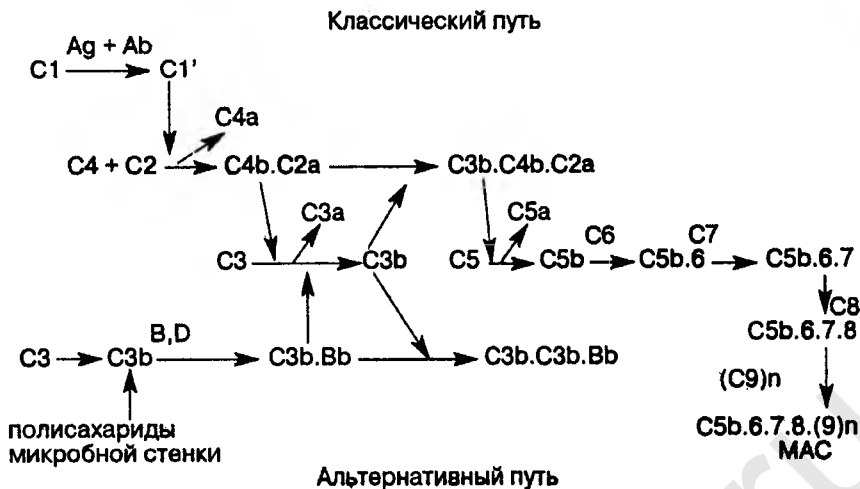 Классический путь
Ag + Ab
C1 C1'
C4a
C4 + C2 C4b.C2a C3b.C4b.C2a
C3a C5a
C3 C3b C5 C5b C6 C5b.6 C7 C5b.6.7
C8
C5b.6.7.8
B,D
C3 C3b C3b.Bb C3b.C3b.Bb
(C9)n
полисахариды
микробной стенки
C5b.6.7.8.(9)n
MAC
Альтернативный путь